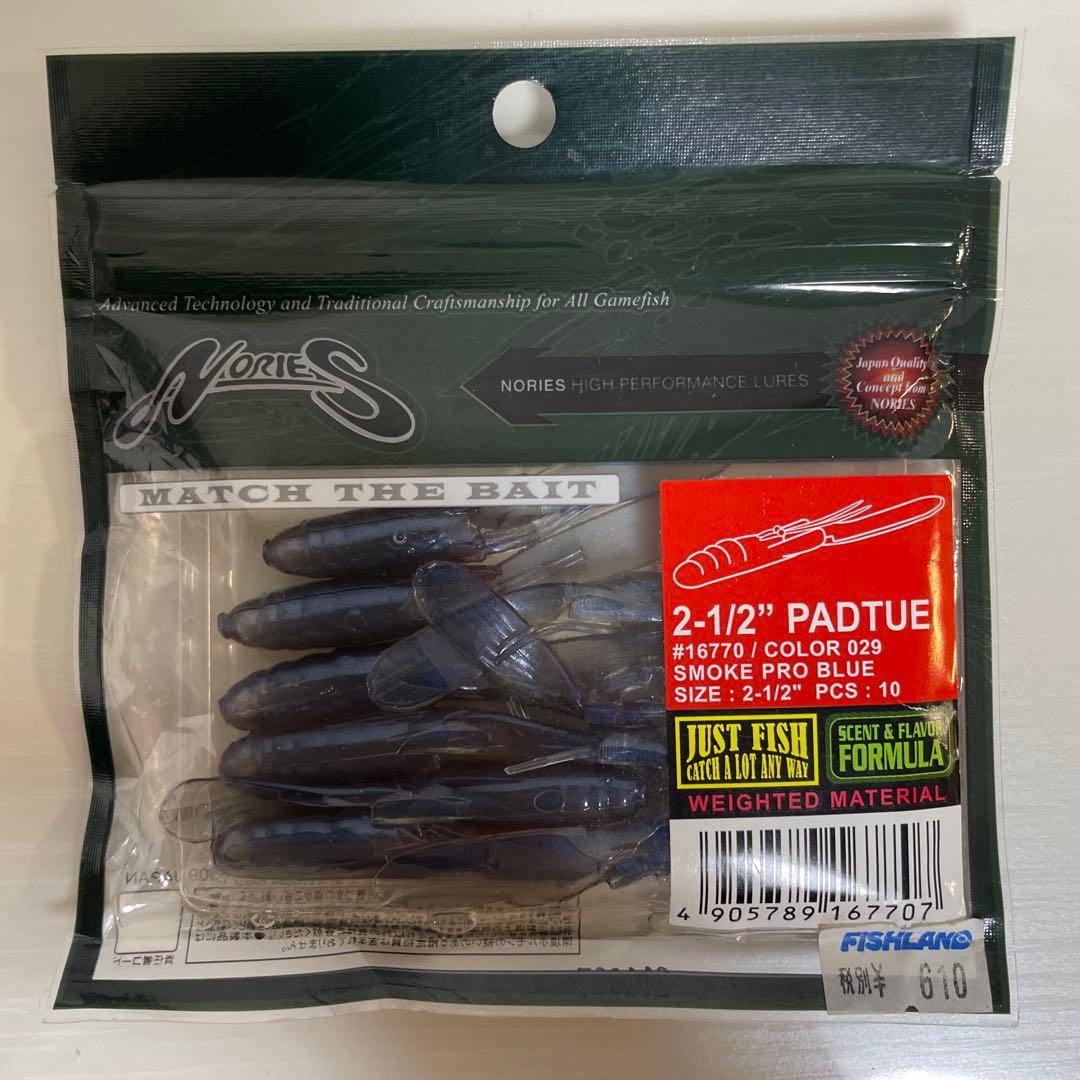 Advanced Technology and Traditional Craftsmanship for All Gamefish
NORIES
NORIES HIGH PERFORMANCE LURES
Japan Quality
and
Concept from
NORIES
MATCH THE BAIT
2-1/2” PADTUE
#16770 / COLOR 029
SMOKE PRO BLUE
SIZE : 2-1/2" PCS : 10
JUST FISH
CATCH A LOT ANY WAY
SCENT & FLAVOR
FORMULA
WEIGHTED MATERIAL
4 905789 167707
FISHLAND
税別¥ 610